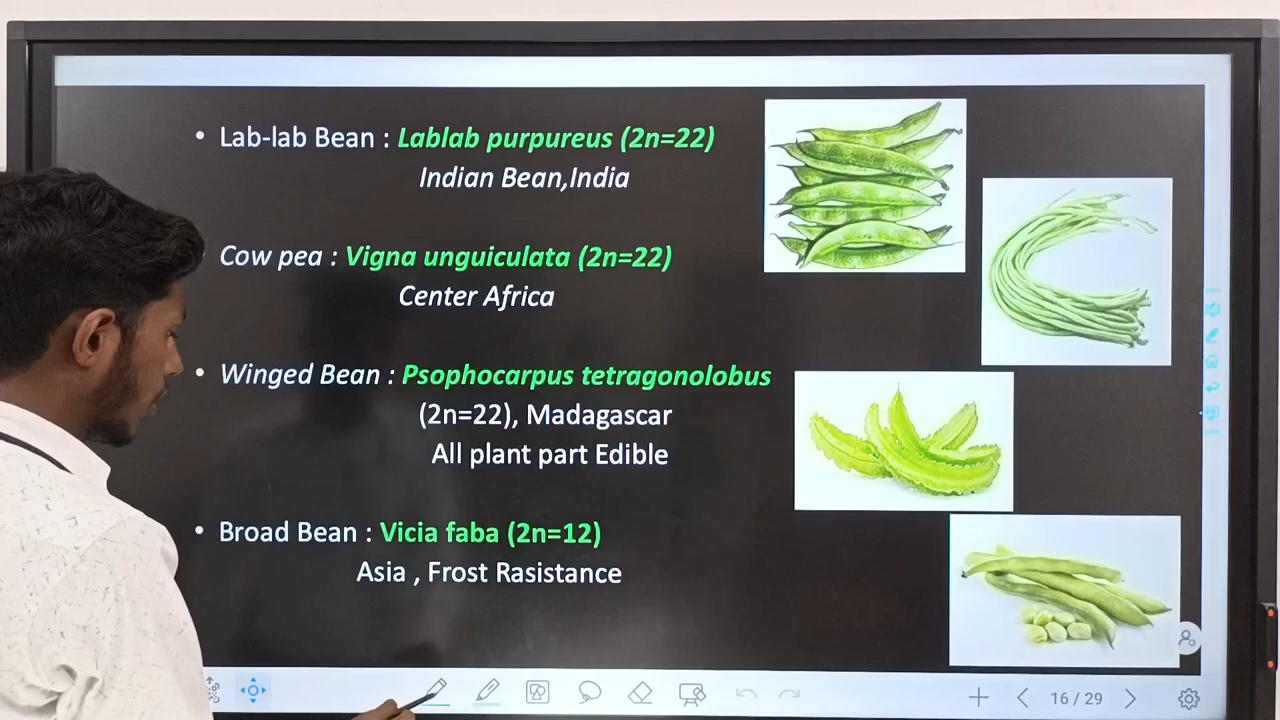 • Lab-lab Bean : Lablab purpureus (2n=22)
Indian Bean,India
Cow pea : Vigna unguiculata (2n=22)
Center Africa
• Winged Bean : Psophocarpus tetragonolobus
(2n=22), Madagascar
All plant part Edible
• Broad Bean : Vicia faba (2n=12)
Asia , Frost Rasistance
16 / 29